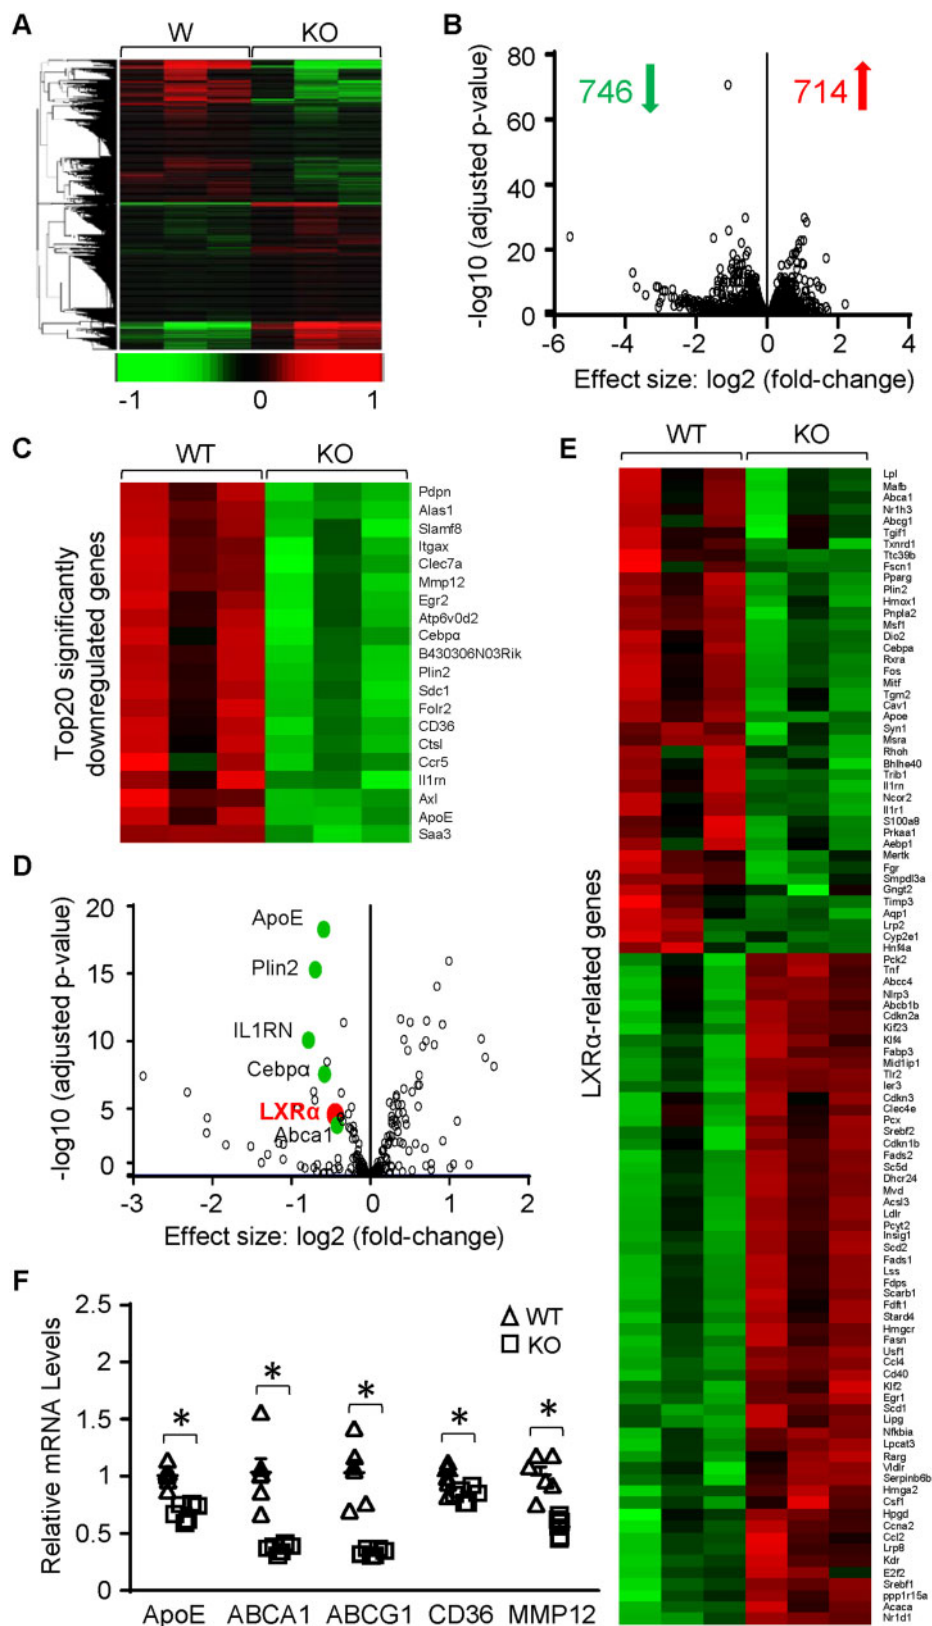 A
W
KO
-1
0
1
B
746
714
80
60
40
20
0
-6
-4
-2
0
2
4
-log10 (adjusted p-value)
Effect size: log2 (fold-change)
C
WT
KO
Top20 significantly
downregulated genes
Pdpn
Alas1
Slamf8
Itgax
Clec7a
Mmp12
Egr2
Atp6v0d2
Cebpα
B430306N03Rik
Plin2
Sdc1
Folr2
CD36
Ctsl
Ccr5
Il1rn
Axl
ApoE
Saa3
D
20
15
10
5
0
-3
-2
-1
0
1
2
-log10 (adjusted p-value)
ApoE
Plin2
IL1RN
Cebpα
LXRα
Abca1
Effect size: log2 (fold-change)
E
WT
KO
LXRα-related genes
Lpl
Mafb
Abca1
Nr1h3
Abcg1
Tgif1
Txnrd1
Ttc39b
Fscn1
Pparg
Plin2
Hmox1
Pnpla2
Msf1
Dio2
Cebpa
Rxra
Fos
Mitf
Tgm2
Cav1
Apoe
Syn1
Msra
Rhoh
Bhlhe40
Trib1
Il1rn
Ncor2
Il1r1
S100a8
Prkaa1
Aebp1
Mertk
Fgr
Smpdl3a
Gngt2
Timp3
Aqp1
Lrp2
Cyp2e1
Hnf4a
Pck2
Tnf
Abcc4
Nlrp3
Abcb1b
Cdkn2a
Kif23
Klf4
Fabp3
Mid1ip1
Tlr2
Ier3
Cdkn3
Clec4e
Pcx
Srebf2
Cdkn1b
Fads2
Sc5d
Dhcr24
Mvd
Acsl3
Ldlr
Pcyt2
Insig1
Scd2
Fads1
Lss
Fdps
Scarb1
Fdft1
Stard4
Hmgcr
Fasn
Usf1
Ccl4
Cd40
Klf2
Egr1
Scd1
Lipg
Nfkbia
Lpcat3
Rarg
Vldlr
Serpinb6b
Hmga2
Csf1
Hpgd
Ccna2
Ccl2
Lrp8
Kdr
E2f2
Srebf1
ppp1r15a
Acaca
Nr1d1
F
2.5
2
1.5
1
0.5
0
Relative mRNA Levels
WT
KO
*
*
*
*
*
ApoE
ABCA1
ABCG1
CD36
MMP12